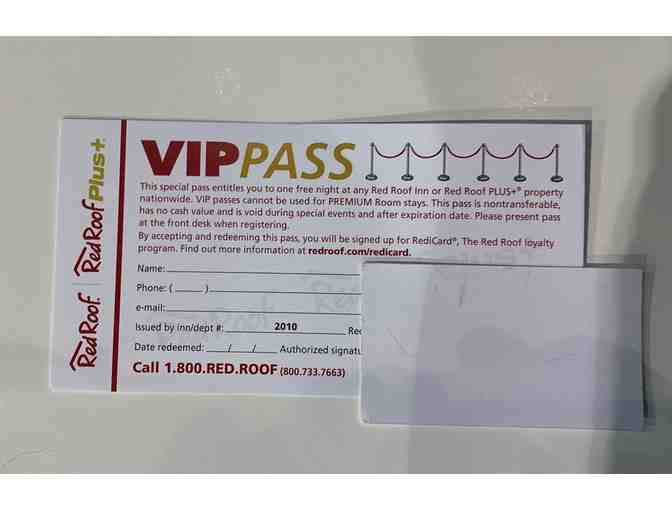 RedRoof | RedRoof Plus+
VIPPASS
This special pass entitles you to one free night at any Red Roof Inn or Red Roof PLUS+® property
nationwide. VIP passes cannot be used for PREMIUM Room stays. This pass is nontransferable,
has no cash value and is void during special events and after expiration date. Please present pass
at the front desk when registering.
By accepting and redeeming this pass, you will be signed up for RediCard®, The Red Roof loyalty
program. Find out more information at redroof.com/redicard.
Name:
Phone: ( )
e-mail:
Issued by inn/dept #: 2010
Date redeemed: / / Authorized
Call 1.800.RED.ROOF (800.733.7663)